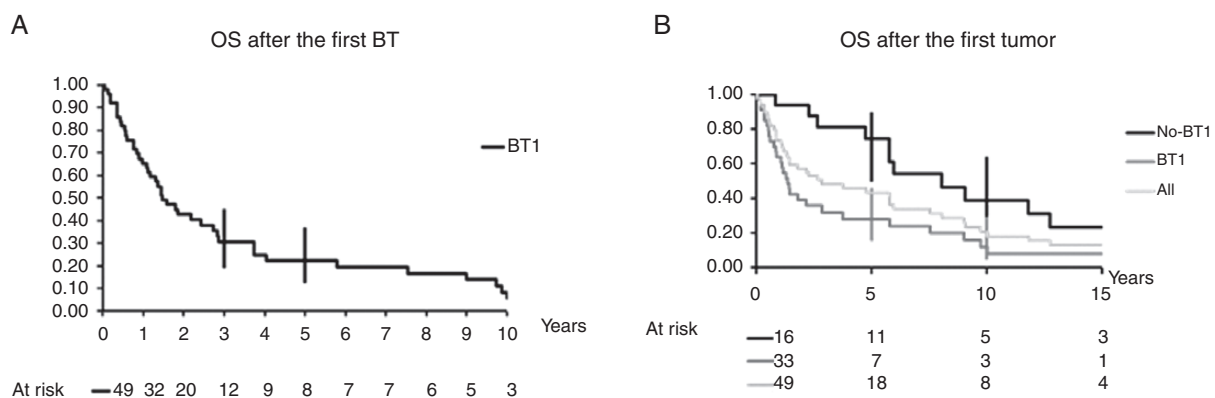 A
OS after the first BT
1.00
0.90
0.80
0.70
0.60
0.50
0.40
0.30
0.20
0.10
0.00
BT1
0 1 2 3 4 5 6 7 7 8 9 10 Years
At risk 49 32 20 12 9 8 7 7 6 5 3
B
OS after the first tumor
1.00
0.80
0.60
0.40
0.20
0.00
No-BT1
BT1
All
0 5 10 15 Years
At risk
16 11 5 3
33 7 3 1
49 18 8 4